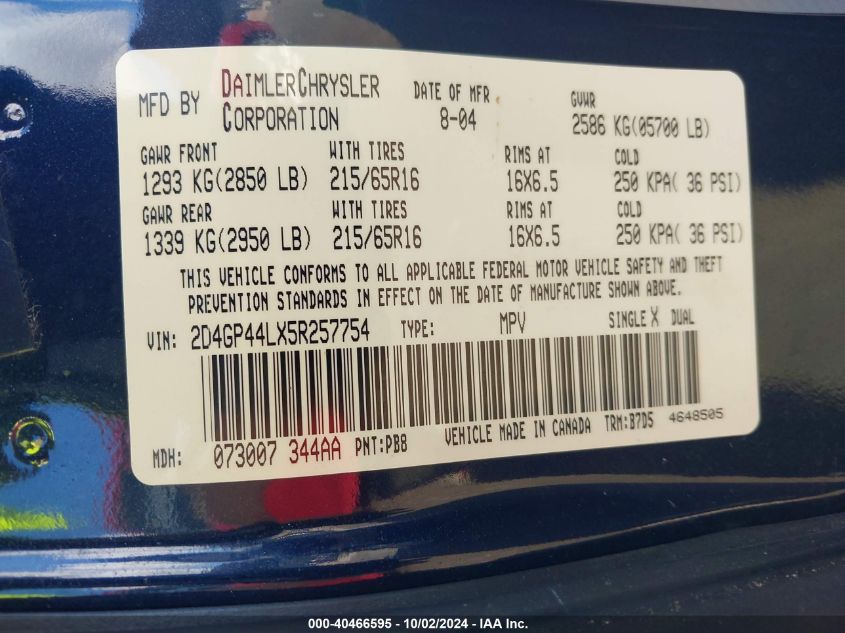 MFD BY DAIMLERCHRYSLER CORPORATION DATE OF MFR 8-04 GVWR 2586 KG(05700 LB)
GAWR FRONT WITH TIRES RIMS AT COLD
1293 KG(2850 LB) 215/65R16 16X6.5 250 KPA( 36 PSI)
GAWR REAR WITH TIRES RIMS AT COLD
1339 KG(2950 LB) 215/65R16 16X6.5 250 KPA( 36 PSI)
THIS VEHICLE CONFORMS TO ALL APPLICABLE FEDERAL MOTOR VEHICLE SAFETY AND THEFT
PREVENTION STANDARDS IN EFFECT ON THE DATE OF MANUFACTURE SHOWN ABOVE.
VIN: 2D4GP44LX5R257754 TYPE: MPV SINGLE X DUAL
MDH: 073007 344AA PNT:PB8 VEHICLE MADE IN CANADA TRM:B7D5 4648505
000-40466595 - 10/02/2024 - IAA Inc.